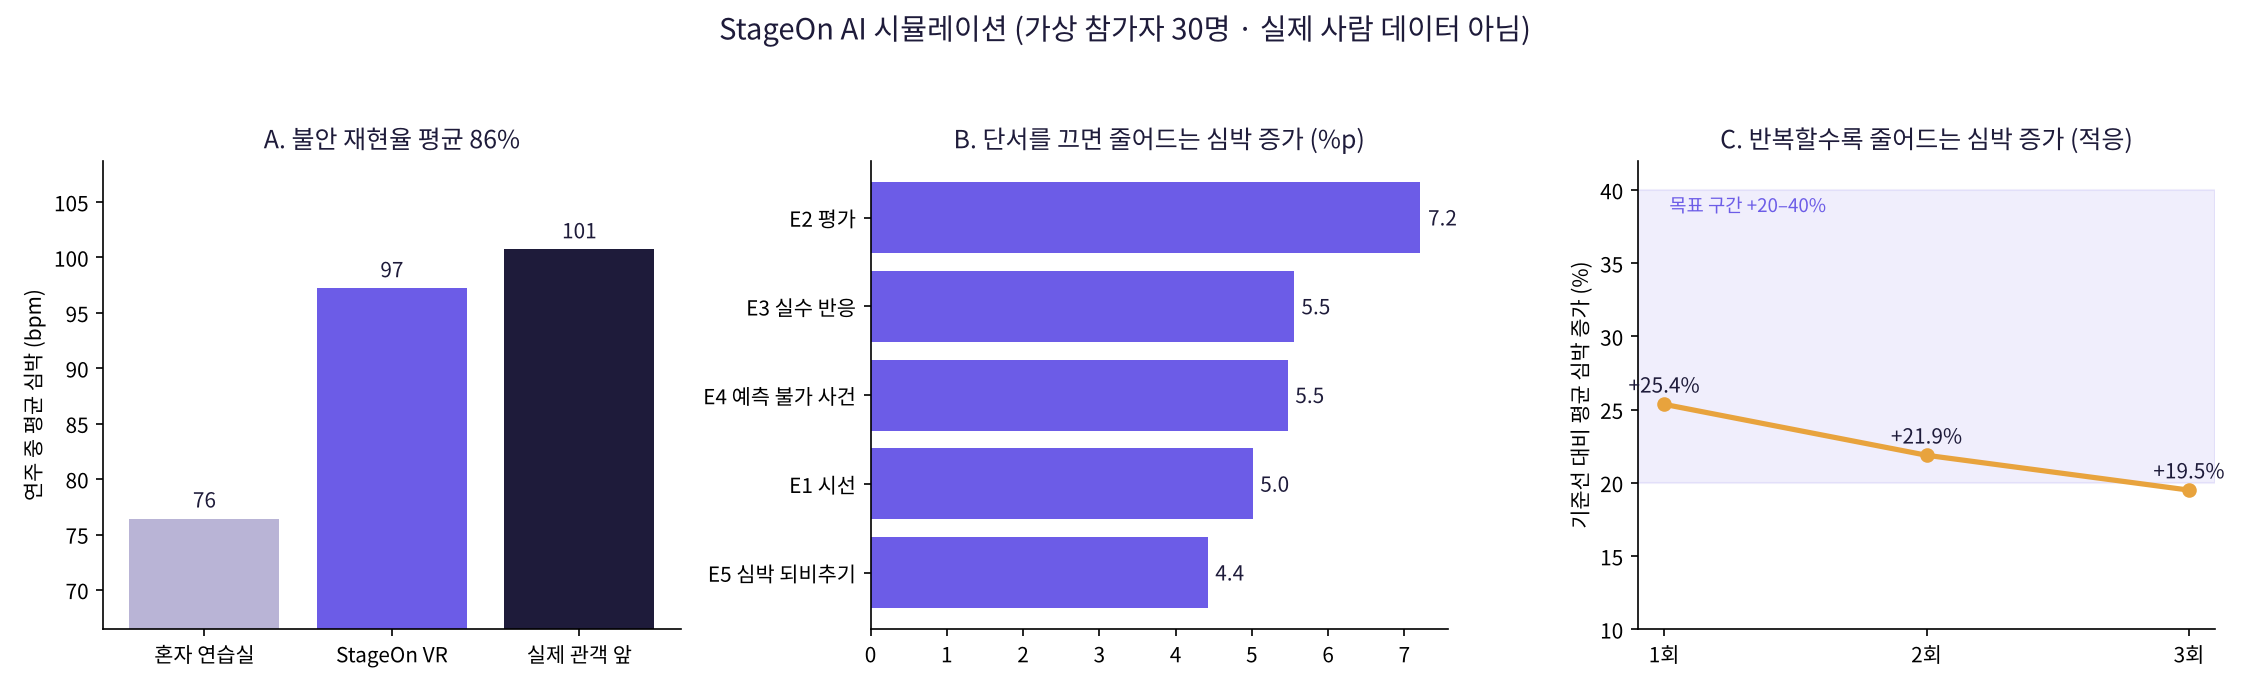 StageOn AI 시뮬레이션 (가상 참가자 30명 · 실제 사람 데이터 아님)
A. 불안 재현율 평균 86%
연주 중 평균 심박 (bpm)
105
100
95
90
85
80
75
70
76
97
101
혼자 연습실
StageOn VR
실제 관객 앞
B. 단서를 끄면 줄어드는 심박 증가 (%p)
E2 평가
7.2
E3 실수 반응
5.5
E4 예측 불가 사건
5.5
E1 시선
5.0
E5 심박 되비추기
4.4
0
1
2
3
4
5
6
7
C. 반복할수록 줄어드는 심박 증가 (적응)
기준선 대비 평균 심박 증가 (%)
40
35
30
25
20
15
10
목표 구간 +20–40%
+25.4%
+21.9%
+19.5%
1회
2회
3회